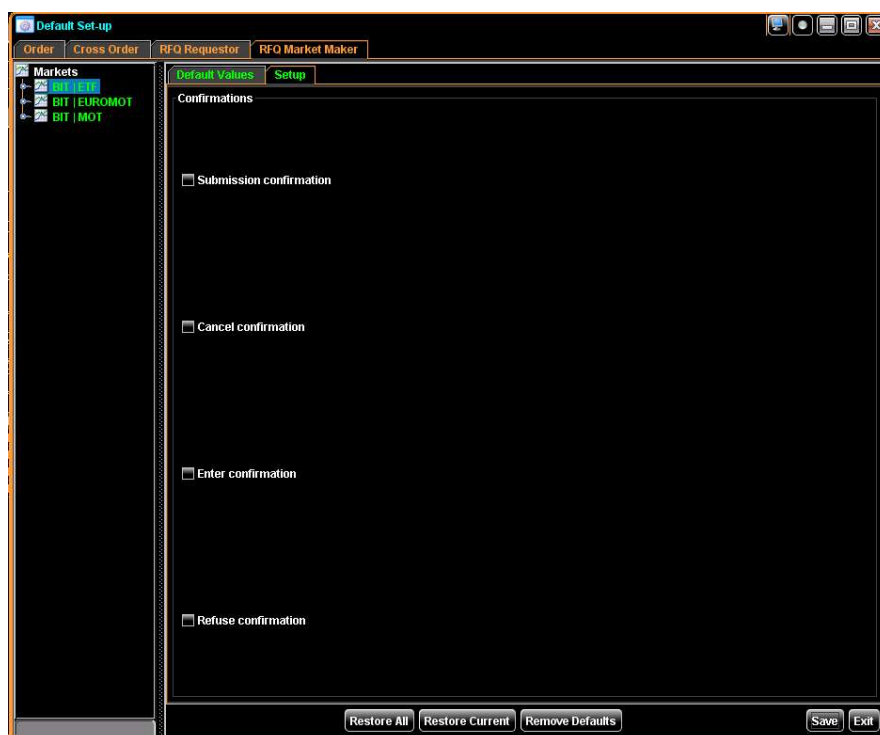 Default Set-up
Order Cross Order RFQ Requestor RFQ Market Maker
Markets
BIT | ETF
BIT | EUROMOT
BIT | MOT
Default Values Setup
Confirmations
Submission confirmation
Cancel confirmation
Enter confirmation
Refuse confirmation
Restore All Restore Current Remove Defaults Save Exit